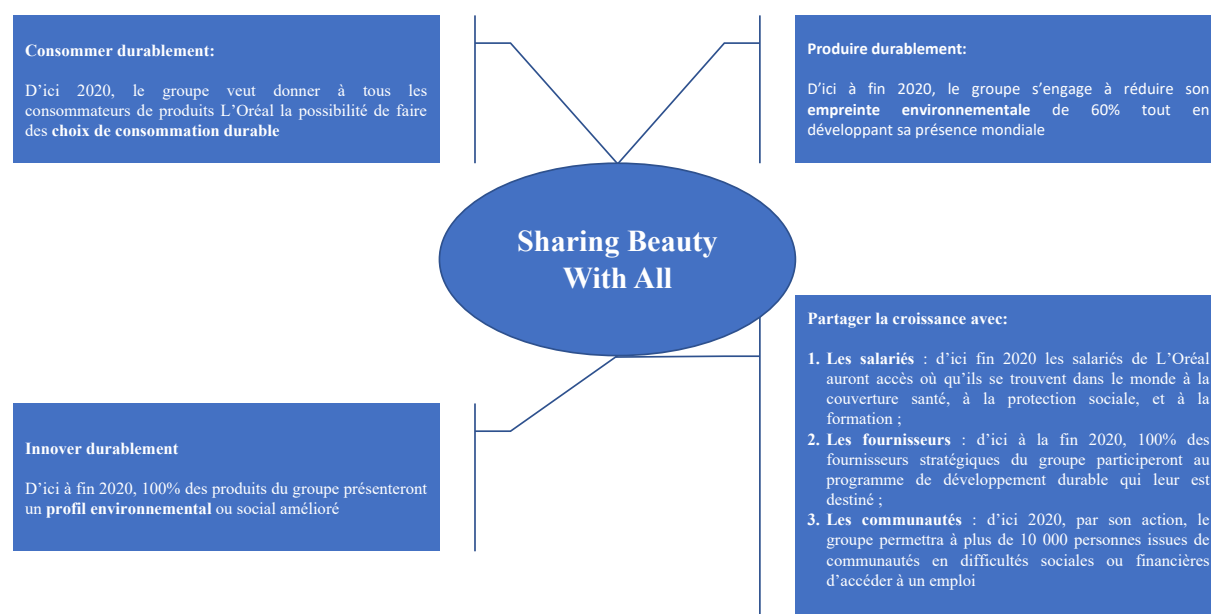 Consommer durablement:
D'ici 2020, le groupe veut donner à tous les
consommateurs de produits L'Oréal la possibilité de faire
des choix de consommation durable
Produire durablement:
D'ici à fin 2020, le groupe s'engage à réduire son
empreinte environnementale de 60% tout en
développant sa présence mondiale
Sharing Beauty
With All
Innover durablement
D'ici à fin 2020, 100% des produits du groupe présenteront
un profil environnemental ou social amélioré
Partager la croissance avec:
1. Les salariés : d'ici fin 2020 les salariés de L'Oréal
auront accès où qu'ils se trouvent dans le monde à la
couverture santé, à la protection sociale, et à la
formation ;
2. Les fournisseurs : d'ici à la fin 2020, 100% des
fournisseurs stratégiques du groupe participeront au
programme de développement durable qui leur est
destiné ;
3. Les communautés : d'ici 2020, par son action, le
groupe permettra à plus de 10 000 personnes issues de
communautés en difficultés sociales ou financières
d'accéder à un emploi